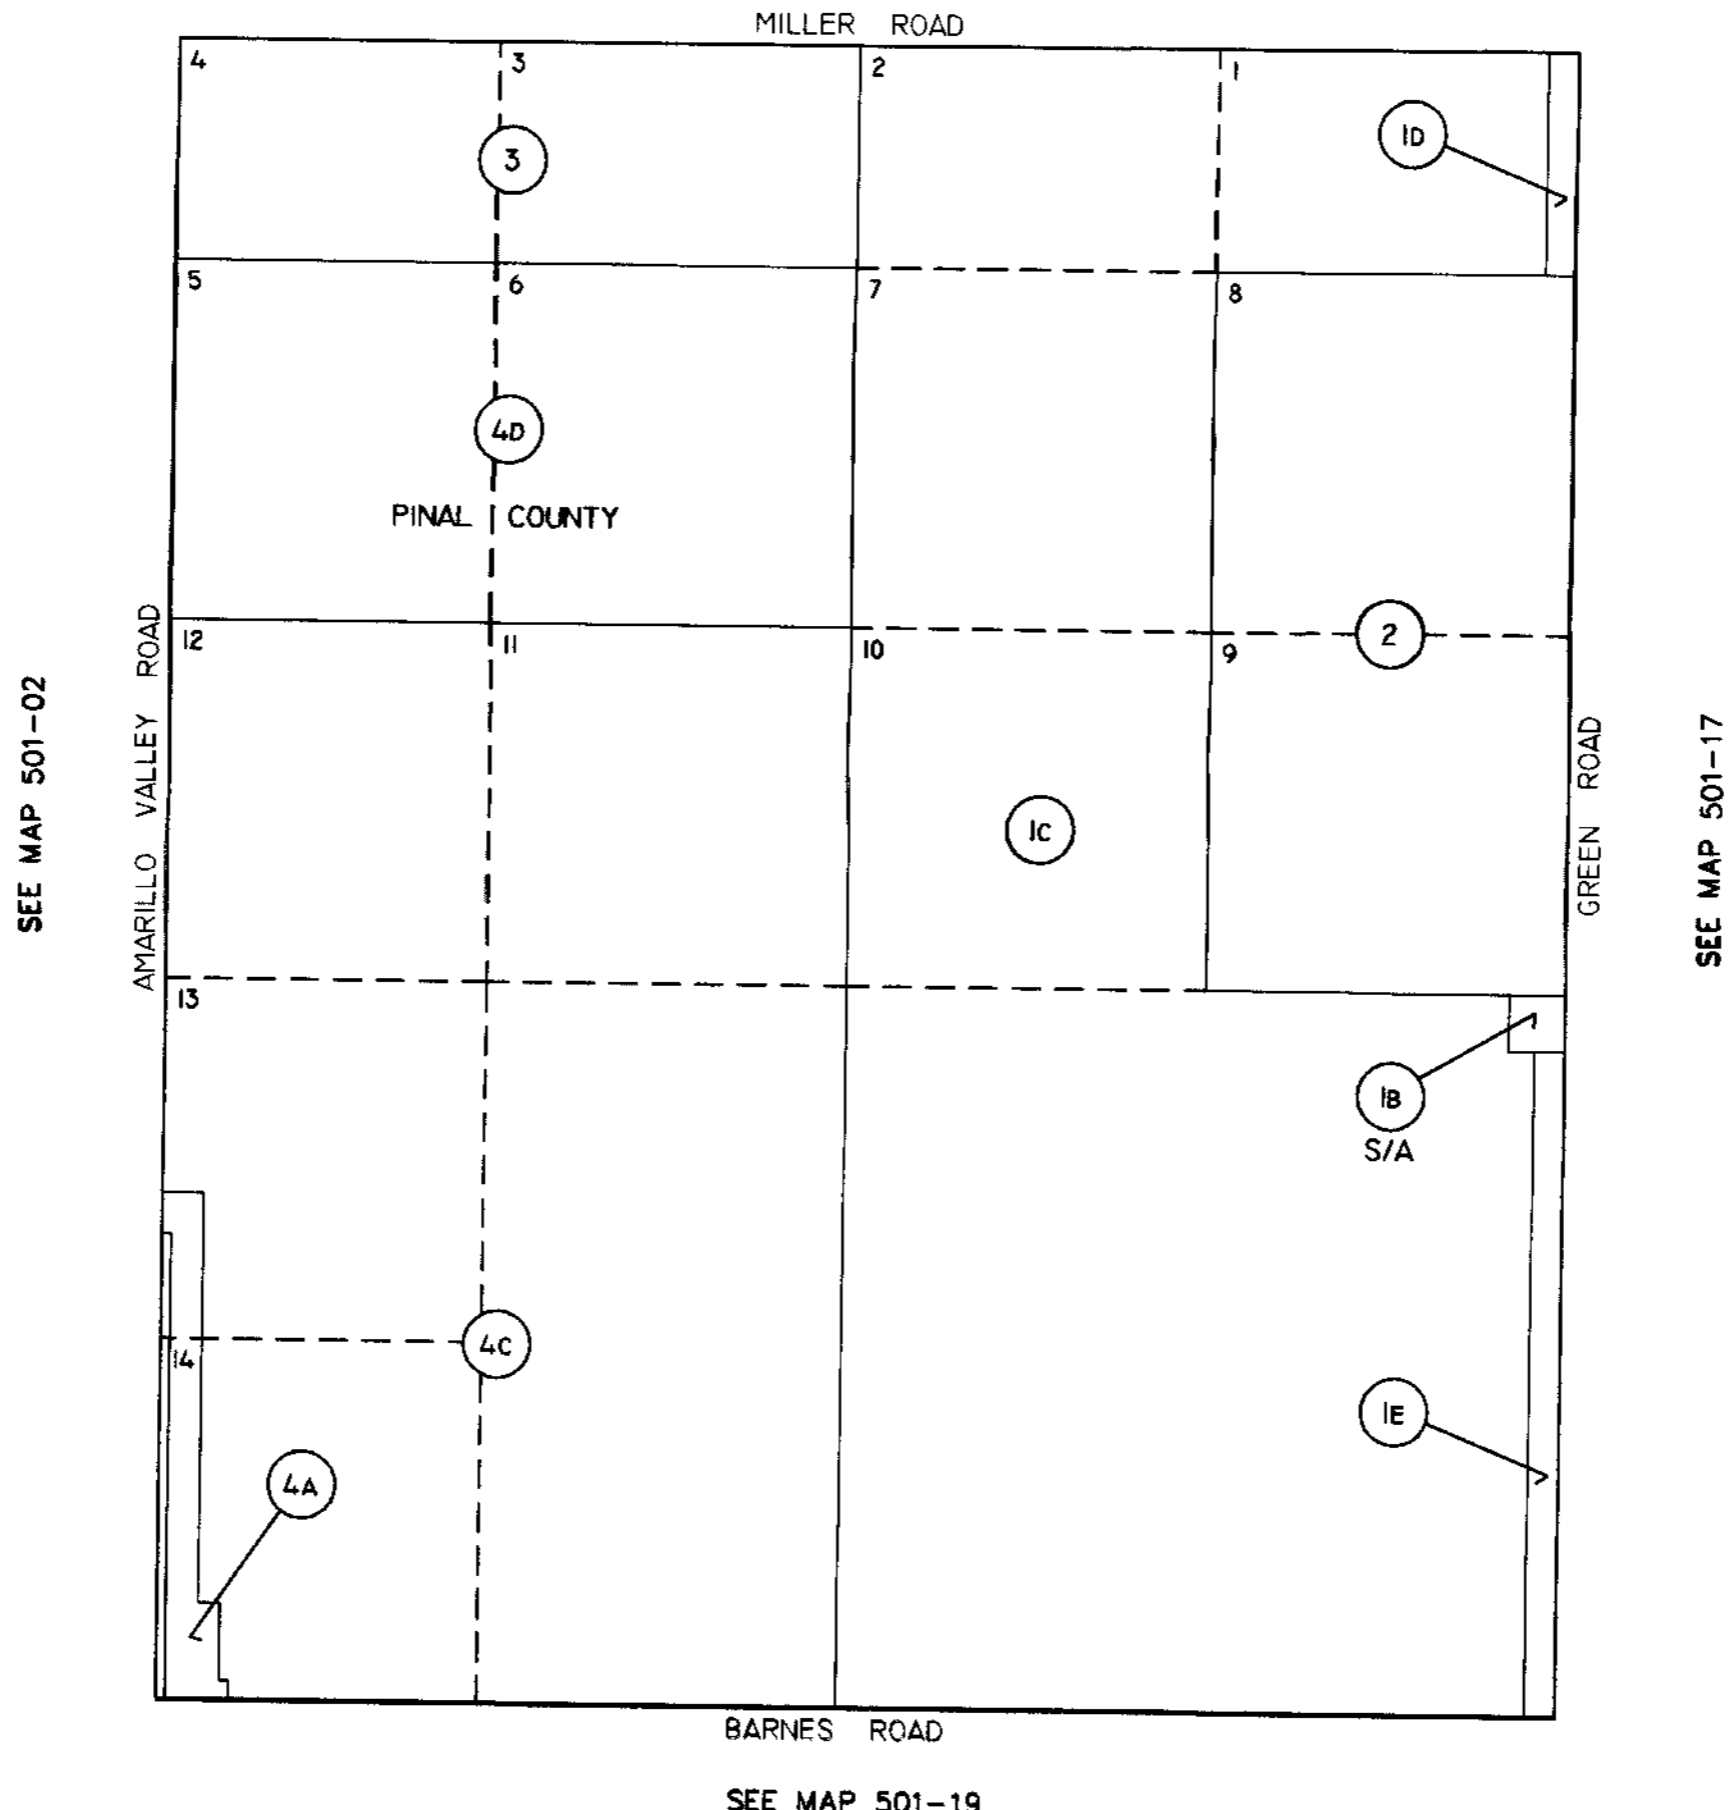 MILLER ROAD
4
3
2
1
3
1D
5
6
7
8
4D
PINAL COUNTY
12
11
10
9
2
SEE MAP 501-02
AMARILLO VALLEY ROAD
GREEN ROAD
SEE MAP 501-17
1C
13
1B
S/A
14
4C
1E
4A
BARNES ROAD
SEE MAP 501-19